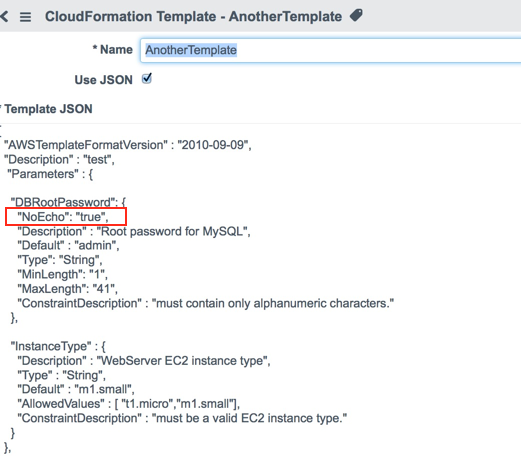 CloudFormation Template - AnotherTemplate
* Name AnotherTemplate
Use JSON
* Template JSON
{
"AWSTemplateFormatVersion" : "2010-09-09",
"Description" : "test",
"Parameters" : {
"DBRootPassword": {
"NoEcho": "true",
"Description" : "Root password for MySQL",
"Default" : "admin",
"Type": "String",
"MinLength": "1",
"MaxLength": "41",
"ConstraintDescription" : "must contain only alphanumeric characters."
},
"InstanceType" : {
"Description" : "WebServer EC2 instance type",
"Type" : "String",
"Default" : "m1.small",
"AllowedValues" : [ "t1.micro","m1.small"],
"ConstraintDescription" : "must be a valid EC2 instance type."
}
},